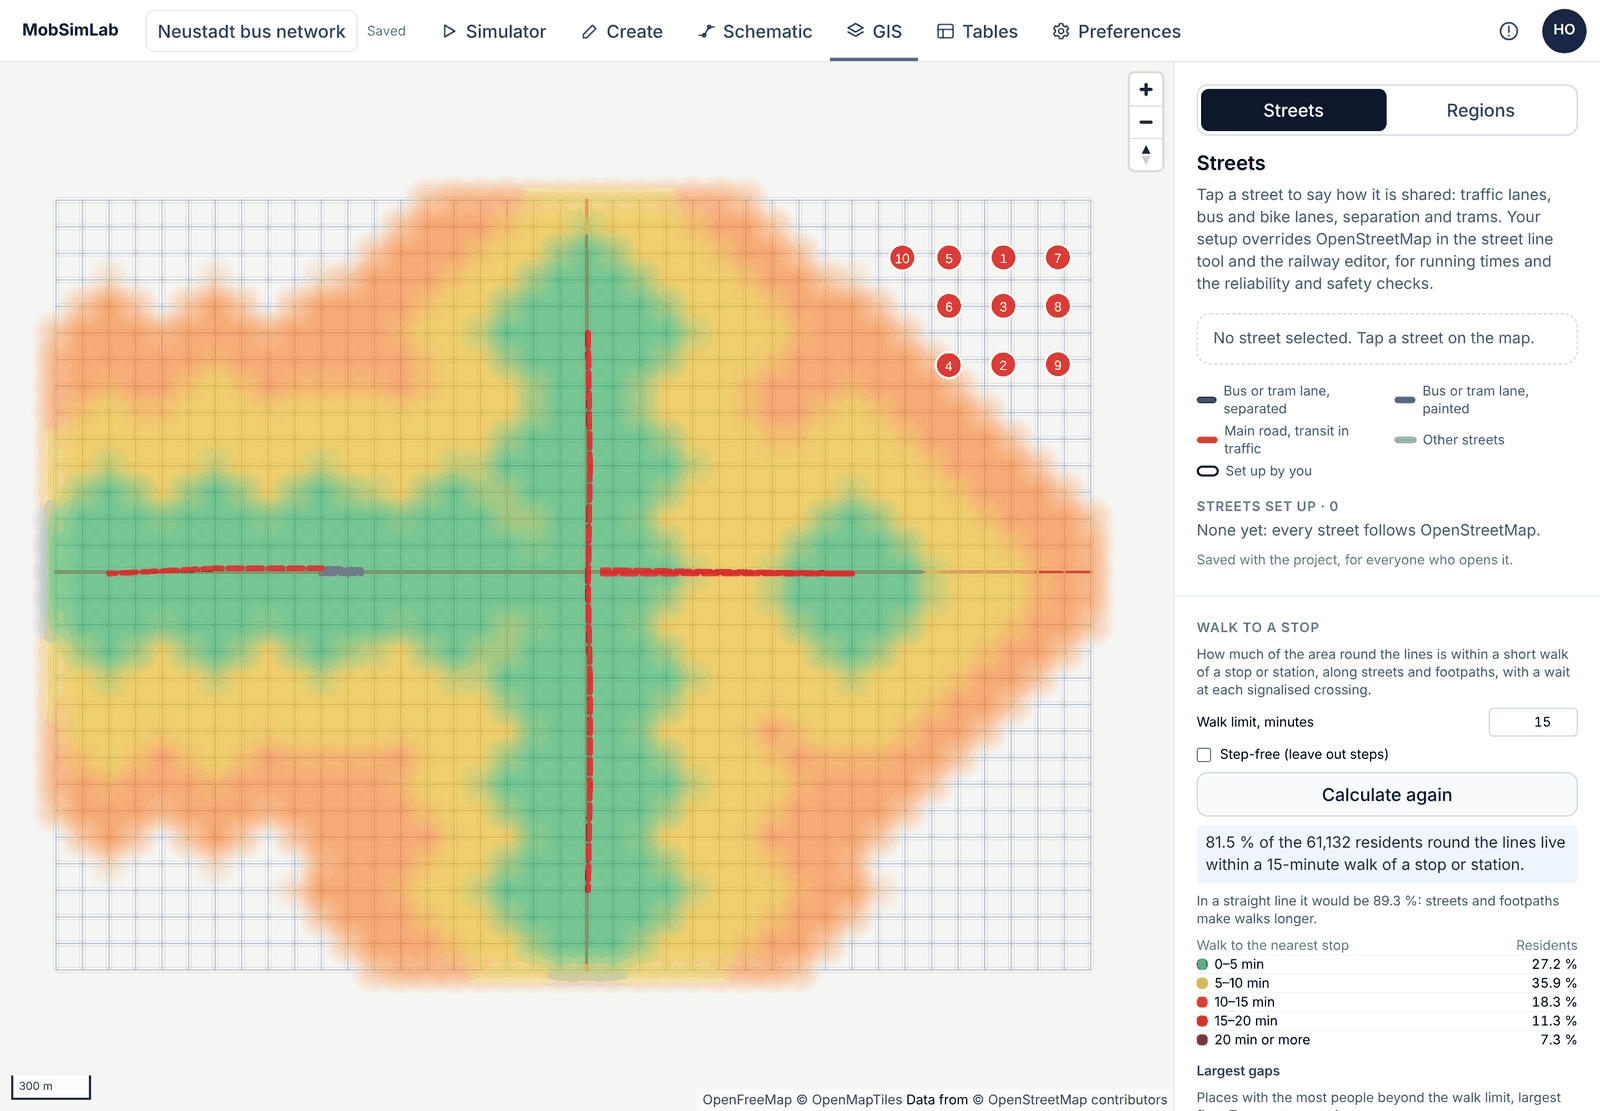 MobSimLab
Neustadt bus network
Saved
Simulator
Create
Schematic
GIS
Tables
Preferences
HO
Streets
Regions
Streets
Tap a street to say how it is shared: traffic lanes,
bus and bike lanes, separation and trams. Your
setup overrides OpenStreetMap in the street line
tool and the railway editor, for running times and
the reliability and safety checks.
No street selected. Tap a street on the map.
Bus or tram lane,
separated
Bus or tram lane,
painted
Main road, transit in
traffic
Other streets
Set up by you
STREETS SET UP · 0
None yet: every street follows OpenStreetMap.
Saved with the project, for everyone who opens it.
WALK TO A STOP
How much of the area round the lines is within a short walk
of a stop or station, along streets and footpaths, with a wait
at each signalised crossing.
Walk limit, minutes
15
Step-free (leave out steps)
Calculate again
81.5 % of the 61,132 residents round the lines live
within a 15-minute walk of a stop or station.
In a straight line it would be 89.3 %: streets and footpaths
make walks longer.
Walk to the nearest stop Residents
0–5 min 27.2 %
5–10 min 35.9 %
10–15 min 18.3 %
15–20 min 11.3 %
20 min or more 7.3 %
Largest gaps
Places with the most people beyond the walk limit, largest
10 5 1 7
6 3 8
4 2 9
300 m
OpenFreeMap © OpenMapTiles Data from © OpenStreetMap contributors